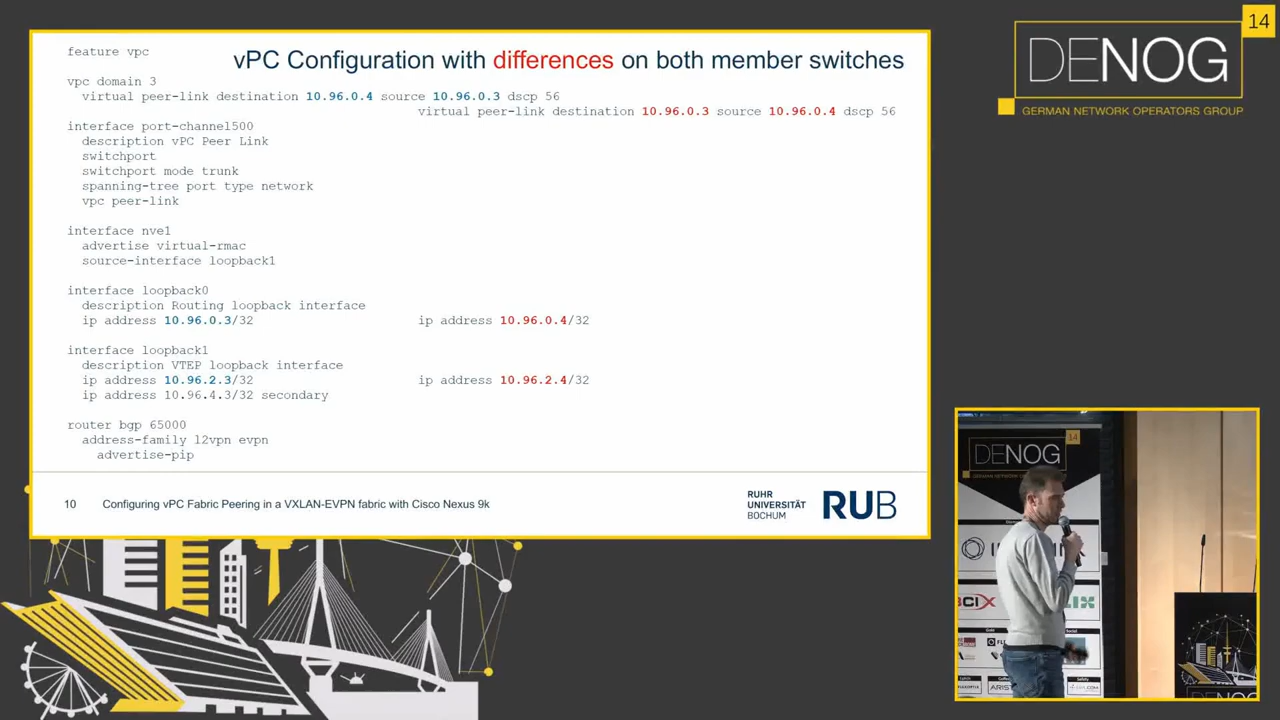 14
DENOG
GERMAN NETWORK OPERATORS GROUP
vPC Configuration with differences on both member switches
feature vpc
vpc domain 3
virtual peer-link destination 10.96.0.4 source 10.96.0.3 dscp 56
virtual peer-link destination 10.96.0.3 source 10.96.0.4 dscp 56
interface port-channel500
description vPC Peer Link
switchport
switchport mode trunk
spanning-tree port type network
vpc peer-link
interface nve1
advertise virtual-rmac
source-interface loopback1
interface loopback0
description Routing loopback interface
ip address 10.96.0.3/32
ip address 10.96.0.4/32
interface loopback1
description VTEP loopback interface
ip address 10.96.2.3/32
ip address 10.96.2.4/32
ip address 10.96.4.3/32 secondary
router bgp 65000
address-family l2vpn evpn
advertise-pip
10 Configuring vPC Fabric Peering in a VXLAN-EVPN fabric with Cisco Nexus 9k
RUHR
UNIVERSITÄT
BOCHUM
RUB
14
DENOG